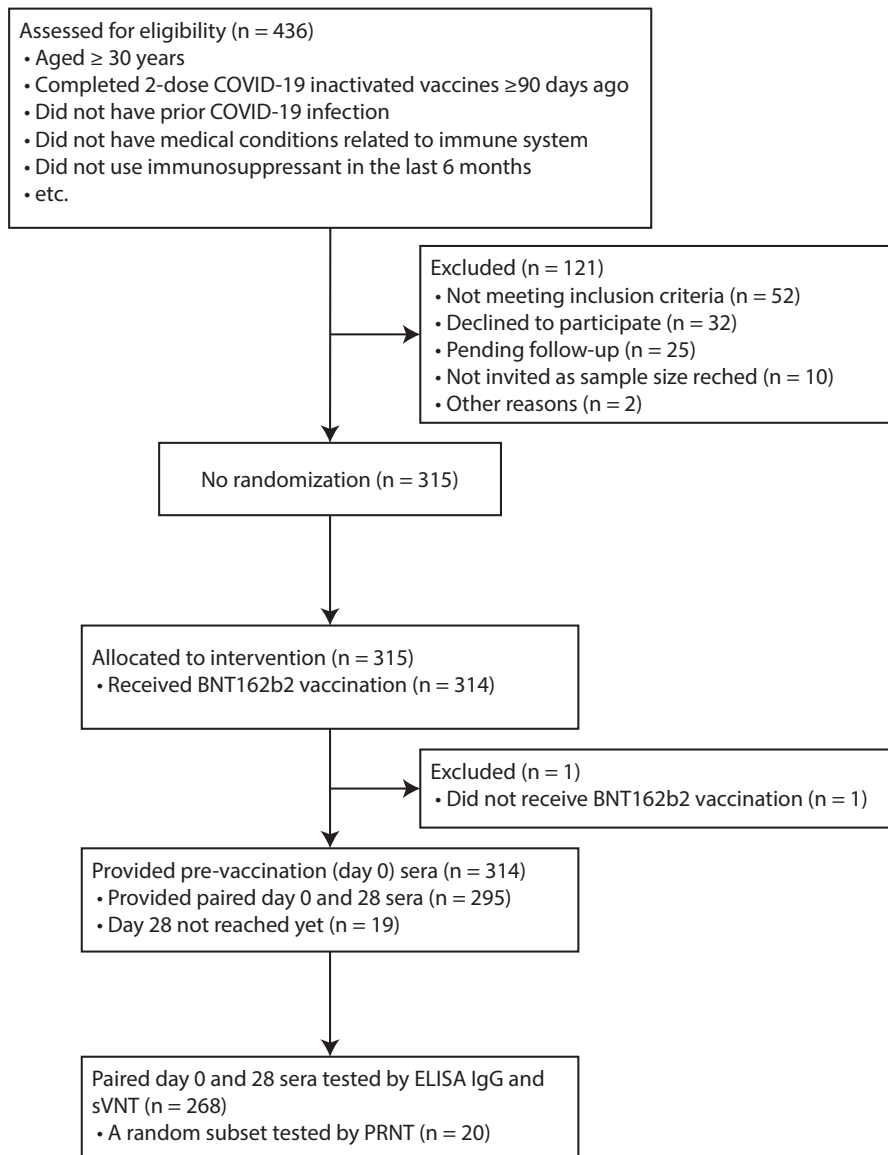 Assessed for eligibility (n = 436)
• Aged ≥ 30 years
• Completed 2-dose COVID-19 inactivated vaccines ≥90 days ago
• Did not have prior COVID-19 infection
• Did not have medical conditions related to immune system
• Did not use immunosuppressant in the last 6 months
• etc.
Excluded (n = 121)
• Not meeting inclusion criteria (n = 52)
• Declined to participate (n = 32)
• Pending follow-up (n = 25)
• Not invited as sample size reched (n = 10)
• Other reasons (n = 2)
No randomization (n = 315)
Allocated to intervention (n = 315)
• Received BNT162b2 vaccination (n = 314)
Excluded (n = 1)
• Did not receive BNT162b2 vaccination (n = 1)
Provided pre-vaccination (day 0) sera (n = 314)
• Provided paired day 0 and 28 sera (n = 295)
• Day 28 not reached yet (n = 19)
Paired day 0 and 28 sera tested by ELISA IgG and
sVNT (n = 268)
• A random subset tested by PRNT (n = 20)